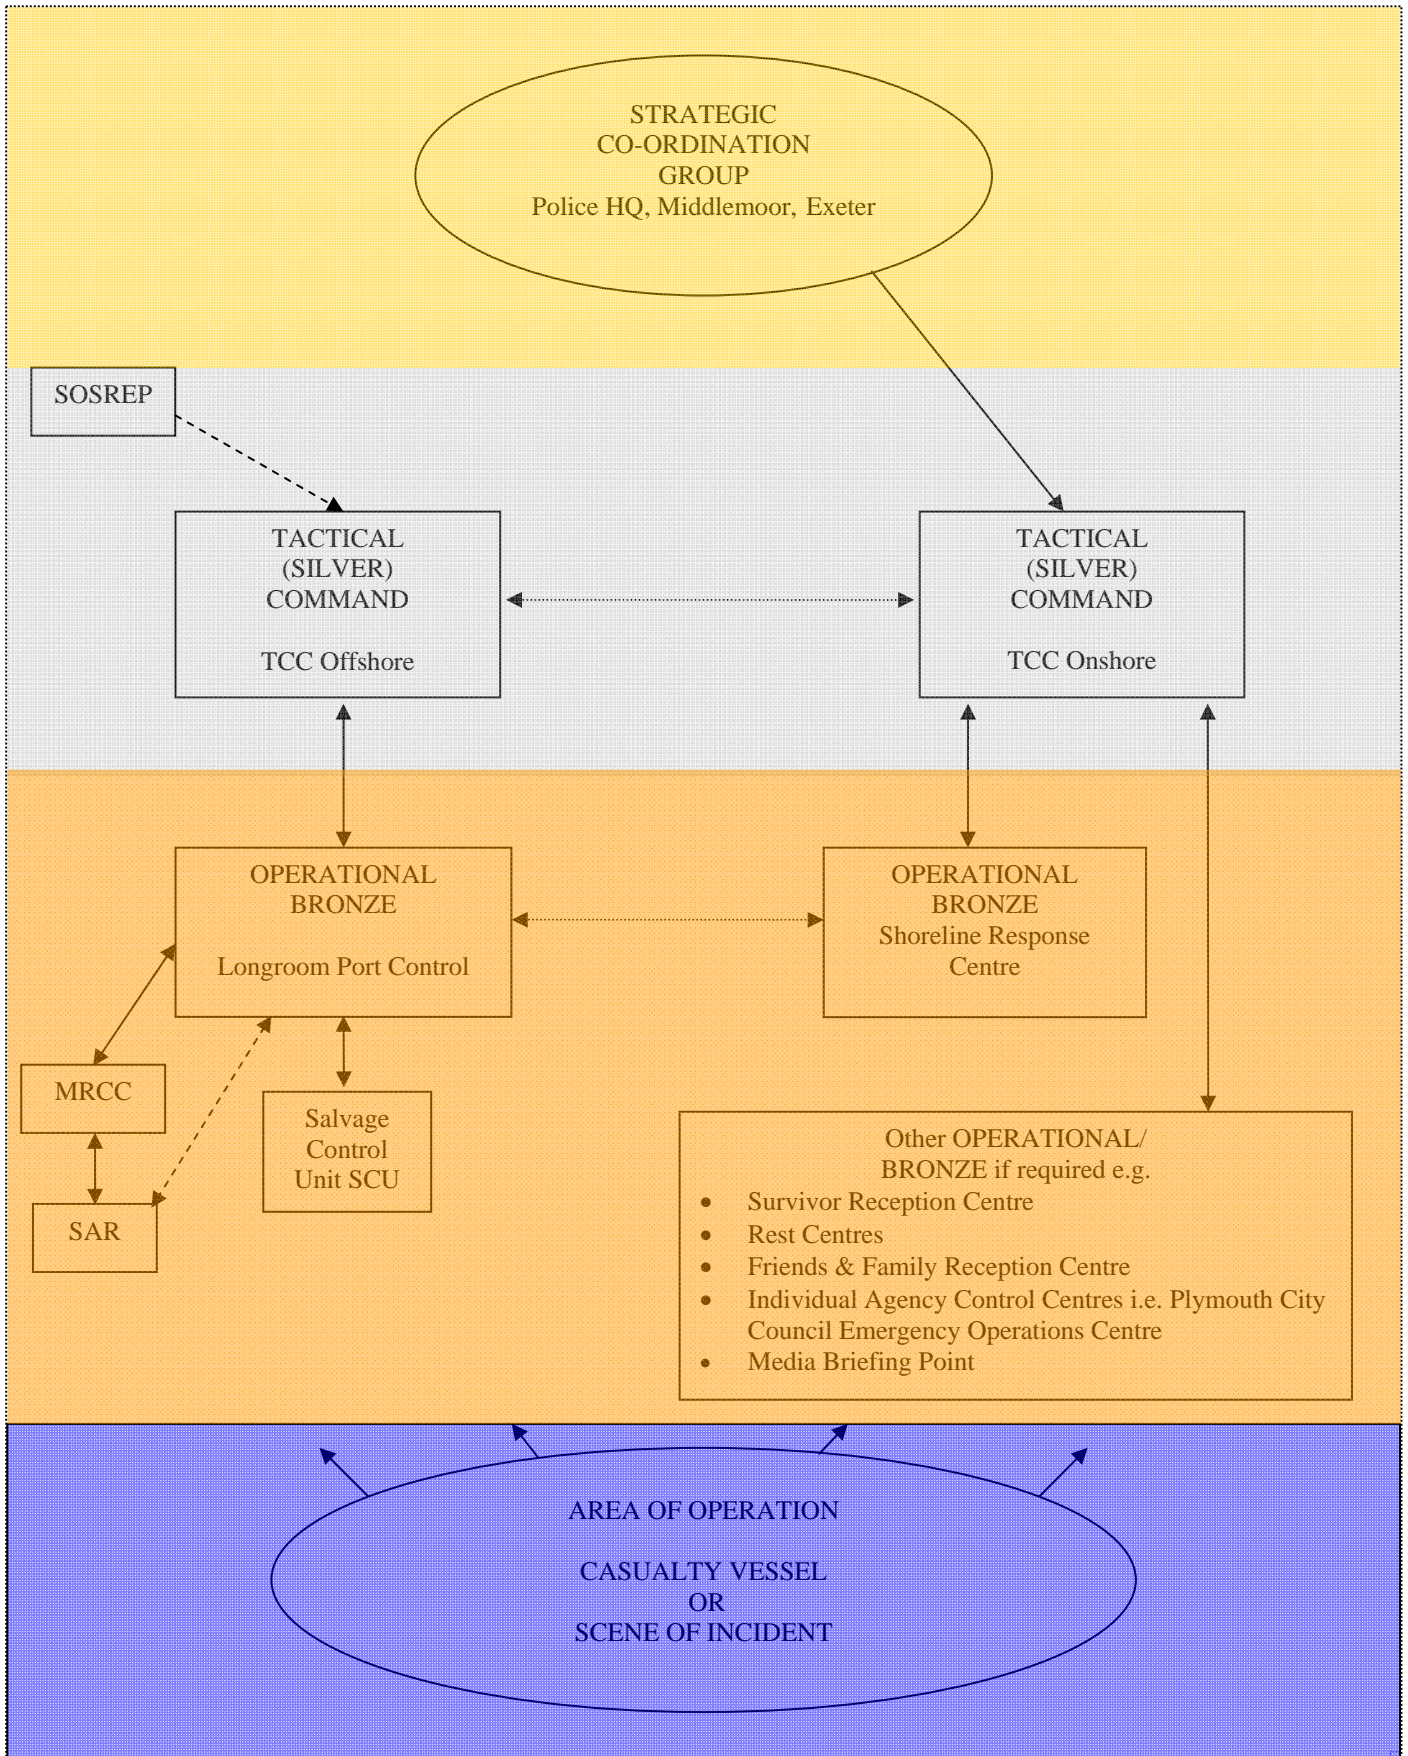 STRATEGIC
CO-ORDINATION
GROUP
Police HQ, Middlemoor, Exeter
SOSREP
TACTICAL
(SILVER)
COMMAND
TCC Offshore
TACTICAL
(SILVER)
COMMAND
TCC Onshore
OPERATIONAL
BRONZE
Longroom Port Control
OPERATIONAL
BRONZE
Shoreline Response
Centre
MRCC
SAR
Salvage
Control
Unit SCU
Other OPERATIONAL/
BRONZE if required e.g.
• Survivor Reception Centre
• Rest Centres
• Friends & Family Reception Centre
• Individual Agency Control Centres i.e. Plymouth City
Council Emergency Operations Centre
• Media Briefing Point
AREA OF OPERATION
CASUALTY VESSEL
OR
SCENE OF INCIDENT